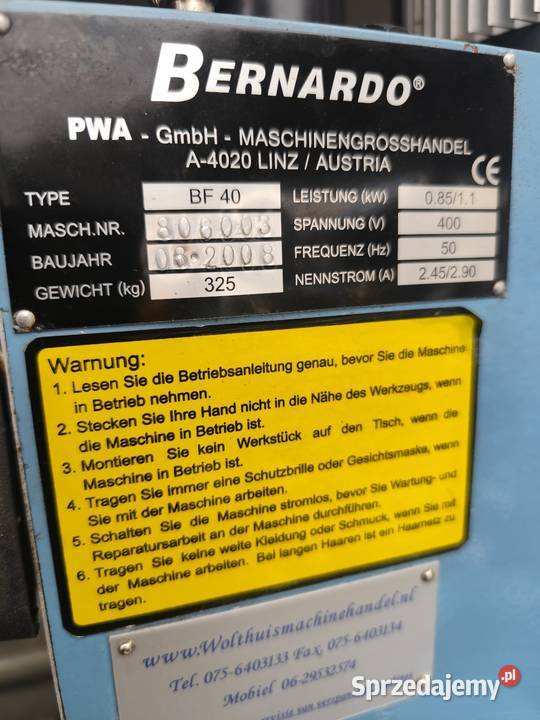 BERNARDO®
PWA - GmbH - MASCHINENGROSSHANDEL
A-4020 LINZ / AUSTRIA
CE
TYPE BF 40 LEISTUNG (kW) 0.85/1.1
MASCH.NR. 806003 SPANNUNG (V) 400
BAUJAHR 06.2008 FREQUENZ (Hz) 50
GEWICHT (kg) 325 NENNSTROM (A) 2.45/2.90
Warnung:
1. Lesen Sie die Betriebsanleitung genau, bevor Sie die Maschine
in Betrieb nehmen.
2. Stecken Sie Ihre Hand nicht in die Nähe des Werkzeugs, wenn
die Maschine in Betrieb ist.
3. Montieren Sie kein Werkstück auf den Tisch, wenn die
Maschine in Betrieb ist.
4. Tragen Sie immer eine Schutzbrille oder Gesichtsmaske, wenn
Sie mit der Maschine arbeiten.
5. Schalten Sie die Maschine stromlos, bevor Sie Wartung- und
Reparatursarbeit an der Maschine durchführen.
6. Tragen Sie keine weite Kleidung oder Schmuck, wenn Sie mit
der Maschine arbeiten. Bei langen Haaren ist ein Haarnetz zu
tragen.
www.Wolthuismachinehandel.nl
Tel. 075-6403133 Fax. 075-6403134
Mobiel 06-29532574
revisie van
Sprzedajemy.pl